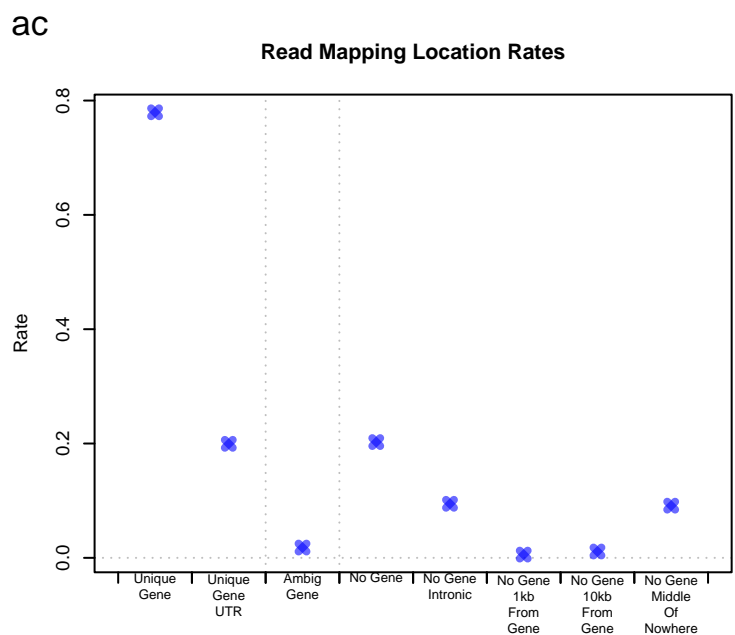 ac
Read Mapping Location Rates
0.8
0.6
0.4
0.2
0.0
Rate
Unique
Gene
Unique
Gene
UTR
Ambig
Gene
No Gene
No Gene
Intronic
No Gene
1kb
From
Gene
No Gene
10kb
From
Gene
No Gene
Middle
Of
Nowhere